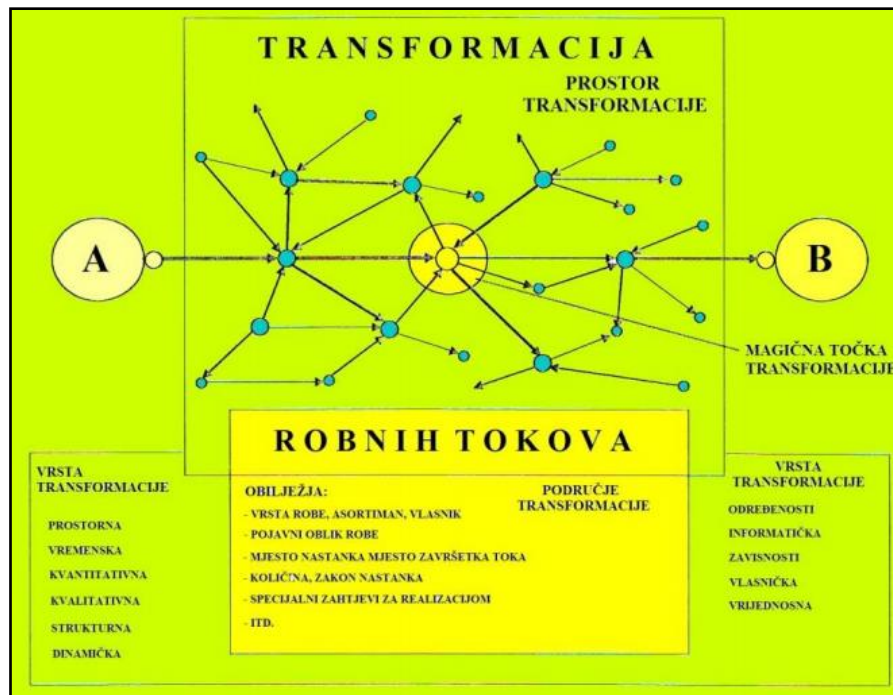 TRANSFORMACIJA
PROSTOR
TRANSFORMACIJE
A
B
MAGIČNA TOČKA
TRANSFORMACIJE
ROBNIH TOKOVA
VRSTA
TRANSFORMACIJE
PROSTORNA
VREMENSKA
KVANTITATIVNA
KVALITATIVNA
STRUKTURNA
DINAMIČKA
OBILJEŽJA:
- VRSTA ROBE, ASORTIMAN, VLASNIK
- POJAVNI OBLIK ROBE
- MJESTO NASTANKA MJESTO ZAVRŠETKA TOKA
- KOLIČINA, ZAKON NASTANKA
- SPECIJALNI ZAHTJEVI ZA REALIZACIJOM
- ITD.
PODRUČJE
TRANSFORMACIJE
VRSTA
TRANSFORMACIJE
ODREĐENOSTI
INFORMATIČKA
ZAVISNOSTI
VLASNIČKA
VRIJEDNOSNA